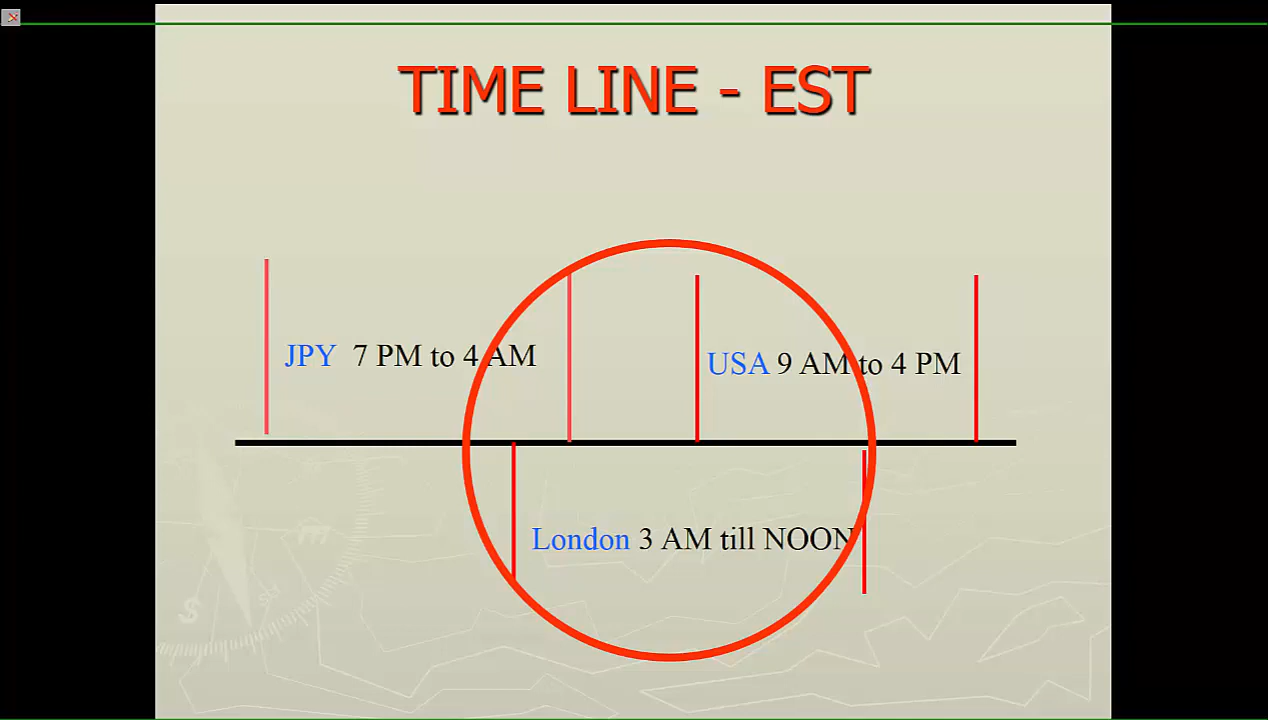 TIME LINE - EST
JPY 7 PM to 4 AM
USA 9 AM to 4 PM
London 3 AM till NOON
S